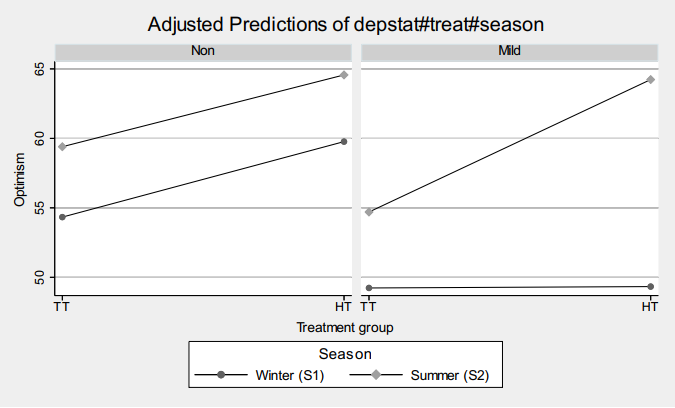 Adjusted Predictions of depstat#treat#season
Non
Mild
65
60
55
50
Optimism
TT
HT
TT
HT
Treatment group
Season
Winter (S1)
Summer (S2)